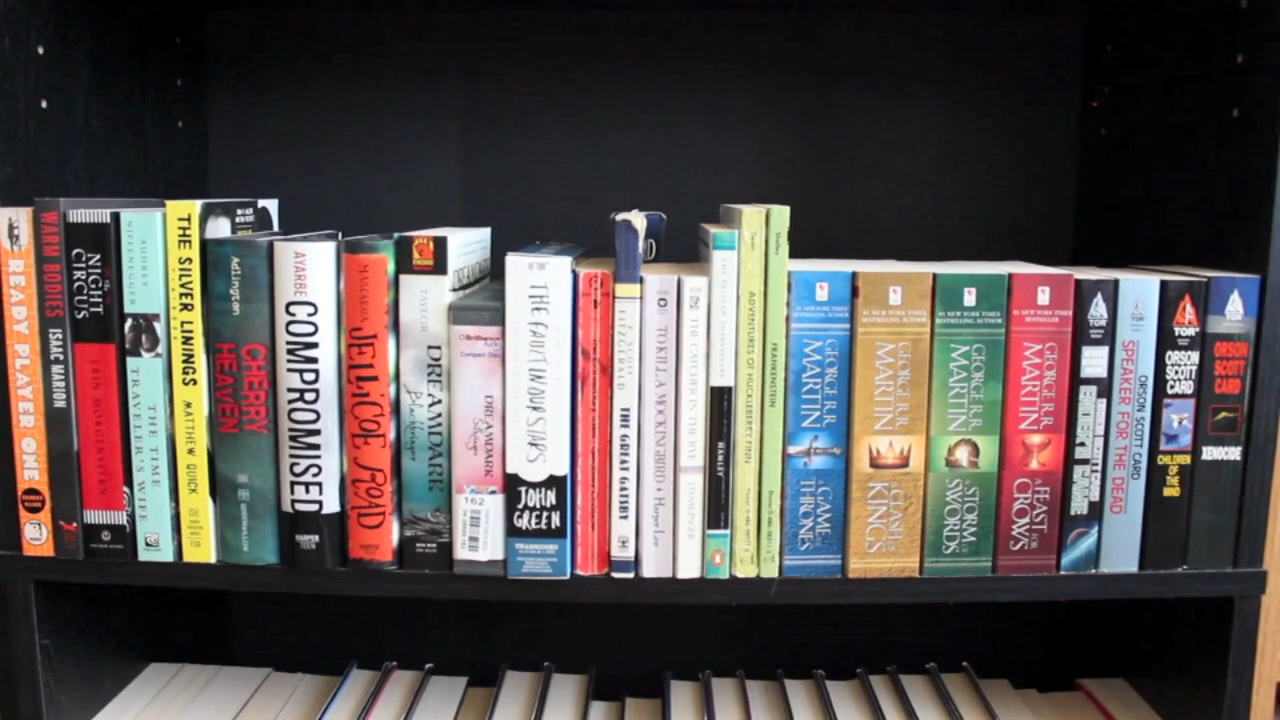 READY PLAYER ONE
WARM BODIES ISAAC MARION
the NIGHT CIRCUS
ERIN MORGENSTERN
AUDREY NIFFENEGGER
THE TIME TRAVELER'S WIFE
THE SILVER LININGS
MATTHEW QUICK
Adlington
CHERRY HEAVEN
AYARBE
COMPROMISED
HARPER TEEN
JELLICOE ROAD
TAYLOR
DREAMDARK
Blackbringer
DREAMDARK
162
THE FAULT IN OUR STARS
JOHN GREEN
UNABRIDGED
F. SCOTT FITZGERALD
THE GREAT GATSBY
TO KILL A MOCKINGBIRD • Harper Lee
THE CATCHER IN THE RYE
J.D. SALINGER
HAMLET
ADVENTURES OF HUCKLEBERRY FINN
Shelley
FRANKENSTEIN
#1 NEW YORK TIMES
BESTSELLING AUTHOR
GEORGE R.R. MARTIN
A GAME OF THRONES
#1 NEW YORK TIMES
BESTSELLING AUTHOR
GEORGE R.R. MARTIN
A CLASH OF KINGS
#1 NEW YORK TIMES
BESTSELLING AUTHOR
GEORGE R.R. MARTIN
A STORM OF SWORDS
#1 NEW YORK TIMES
BESTSELLER
GEORGE R.R. MARTIN
A FEAST FOR CROWS
TOR
ENDER'S GAME
ORSON SCOTT CARD
SPEAKER FOR THE DEAD
TOR
ORSON
SCOTT
CARD
CHILDREN
OF THE
MIND
TOR
ORSON
SCOTT
CARD
XENOCIDE